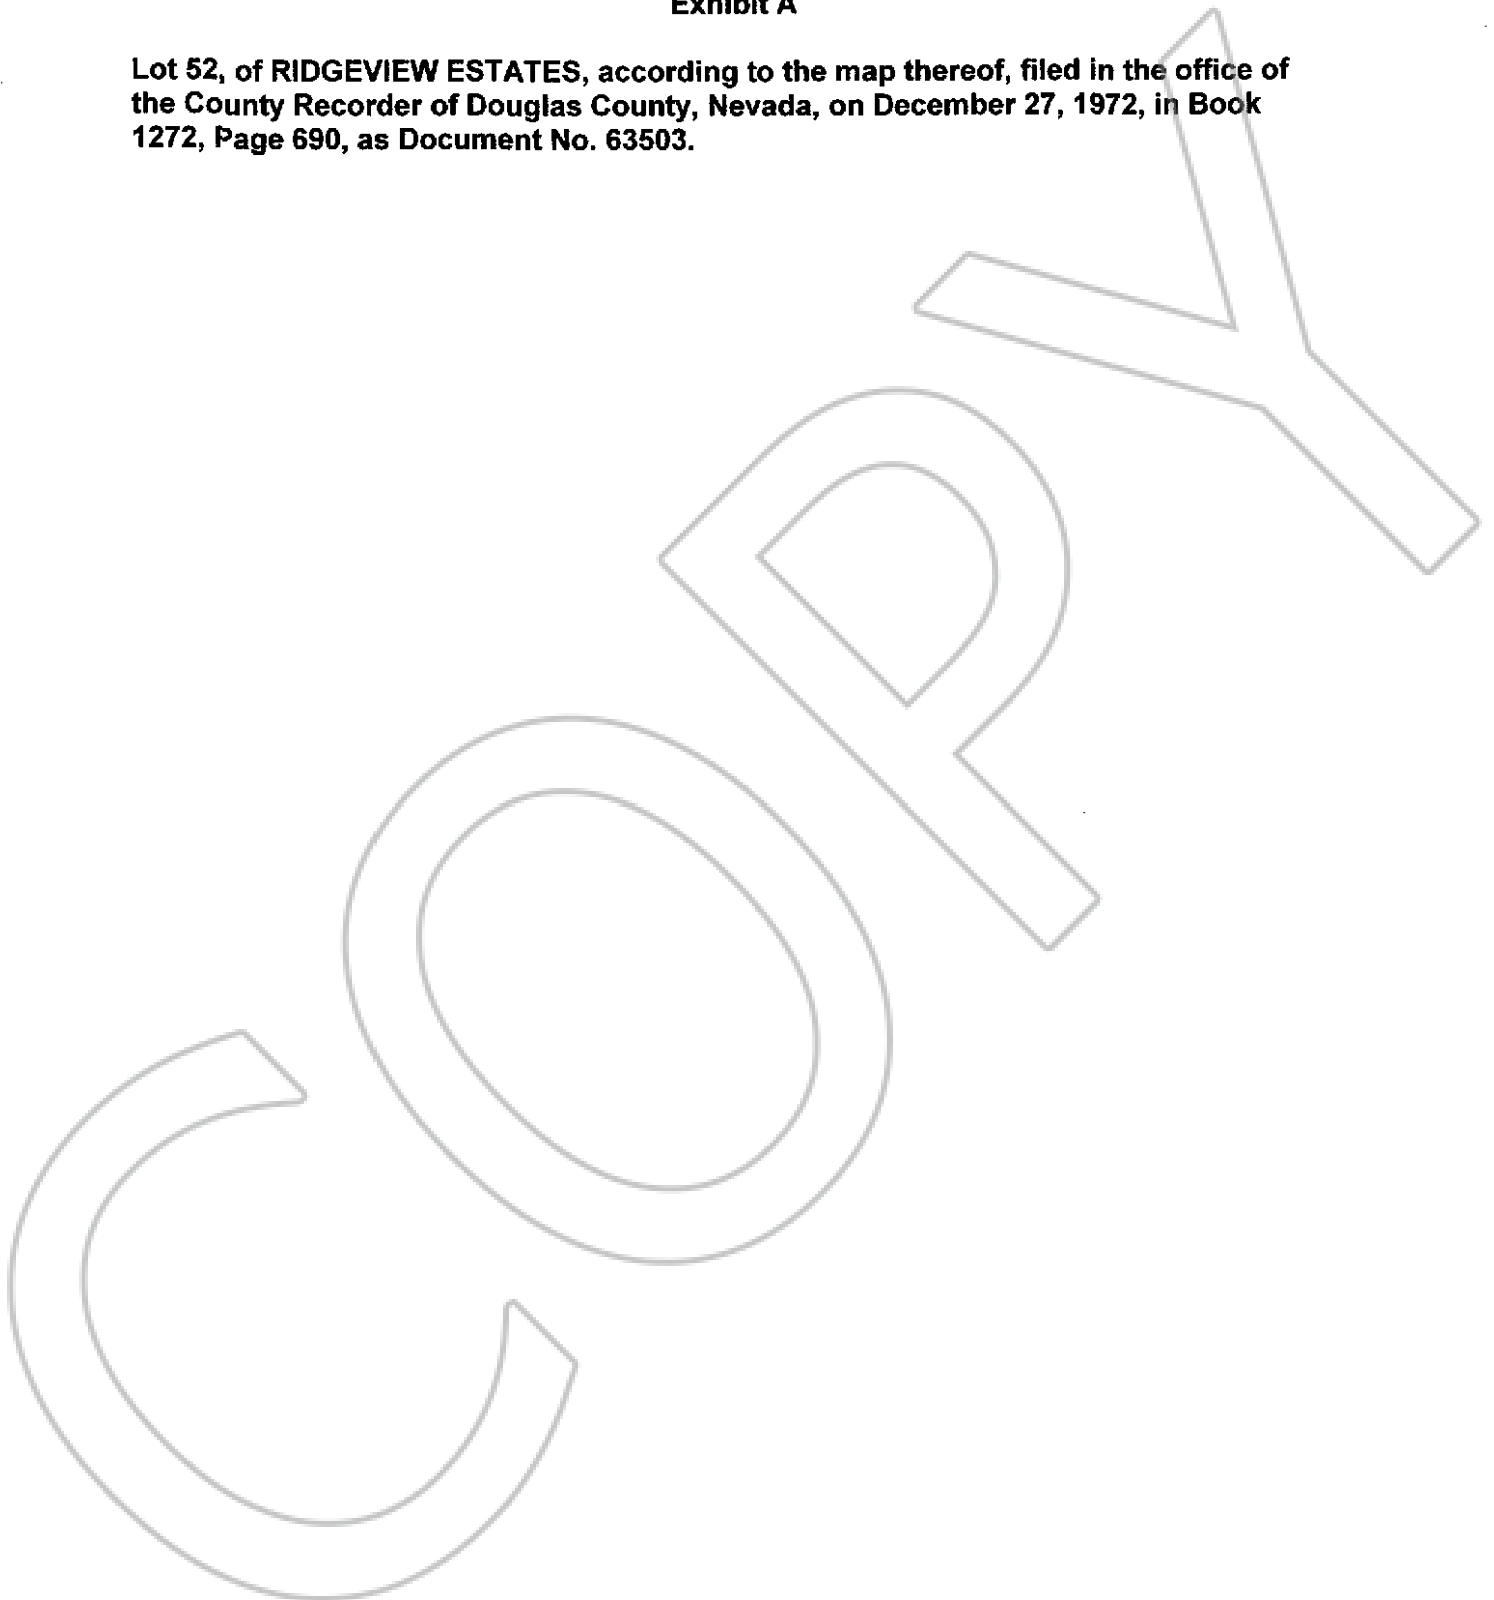 Exhibit A
Lot 52, of RIDGEVIEW ESTATES, according to the map thereof, filed in the office of
the County Recorder of Douglas County, Nevada, on December 27, 1972, in Book
1272, Page 690, as Document No. 63503.
COPY